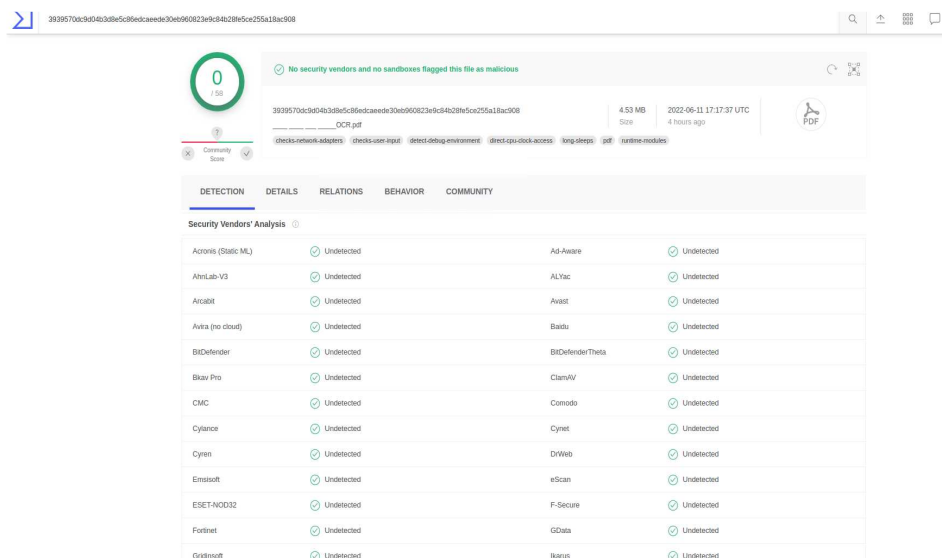 3939570dc9d04b3d8e5c86edcaeede30eb960823e9c84b28fe5ce255a18ac908
0
/ 58
?
Community
Score
No security vendors and no sandboxes flagged this file as malicious
3939570dc9d04b3d8e5c86edcaeede30eb960823e9c84b28fe5ce255a18ac908
____ ____ ___ _____OCR.pdf
4.53 MB
Size
2022-06-11 17:17:37 UTC
4 hours ago
PDF
checks-network-adapters checks-user-input detect-debug-environment direct-cpu-clock-access long-sleeps pdf runtime-modules
DETECTION DETAILS RELATIONS BEHAVIOR COMMUNITY
Security Vendors' Analysis
Acronis (Static ML) Undetected Ad-Aware Undetected
AhnLab-V3 Undetected ALYac Undetected
Arcabit Undetected Avast Undetected
Avira (no cloud) Undetected Baidu Undetected
BitDefender Undetected BitDefenderTheta Undetected
Bkav Pro Undetected ClamAV Undetected
CMC Undetected Comodo Undetected
Cylance Undetected Cynet Undetected
Cyren Undetected DrWeb Undetected
Emsisoft Undetected eScan Undetected
ESET-NOD32 Undetected F-Secure Undetected
Fortinet Undetected GData Undetected
Gridinsoft Undetected Ikarus Undetected